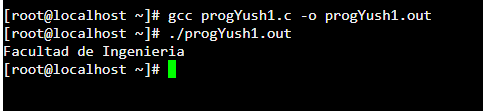 [root@localhost ~]# gcc progYush1.c -o progYush1.out
[root@localhost ~]# ./progYush1.out
Facultad de Ingenieria
[root@localhost ~]#